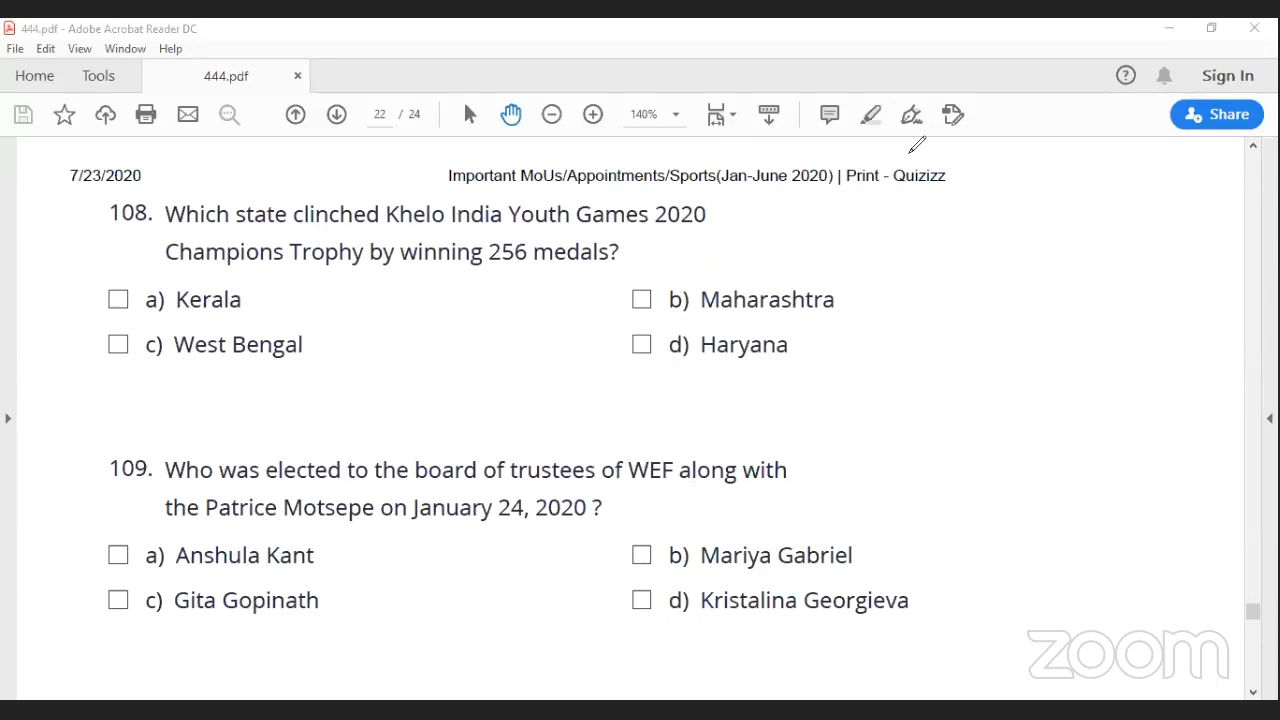 444.pdf - Adobe Acrobat Reader DC
File Edit View Window Help
Home Tools 444.pdf × Sign In
22 / 24 140% Share
7/23/2020 Important MoUs/Appointments/Sports(Jan-June 2020) | Print - Quizizz
108. Which state clinched Khelo India Youth Games 2020
Champions Trophy by winning 256 medals?
a) Kerala b) Maharashtra
c) West Bengal d) Haryana
109. Who was elected to the board of trustees of WEF along with
the Patrice Motsepe on January 24, 2020 ?
a) Anshula Kant b) Mariya Gabriel
c) Gita Gopinath d) Kristalina Georgieva
zoom